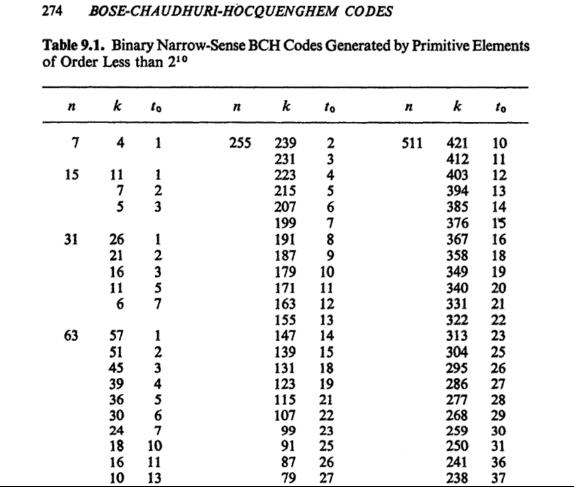 274 BOSE-CHAUDHURI-HOCQUENGHEM CODES
Table 9.1. Binary Narrow-Sense BCH Codes Generated by Primitive Elements
of Order Less than 2¹⁰
n k t₀ n k t₀ n k t₀
7 4 1 255 239 2 511 421 10
231 3 412 11
15 11 1 223 4 403 12
7 2 215 5 394 13
5 3 207 6 385 14
199 7 376 15
31 26 1 191 8 367 16
21 2 187 9 358 18
16 3 179 10 349 19
11 5 171 11 340 20
6 7 163 12 331 21
155 13 322 22
63 57 1 147 14 313 23
51 2 139 15 304 25
45 3 131 18 295 26
39 4 123 19 286 27
36 5 115 21 277 28
30 6 107 22 268 29
24 7 99 23 259 30
18 10 91 25 250 31
16 11 87 26 241 36
10 13 79 27 238 37